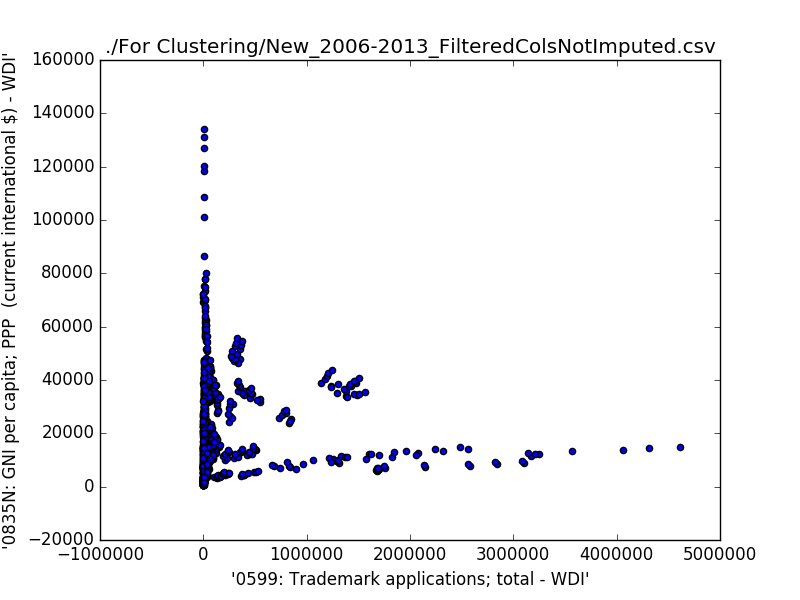 ./For Clustering/New_2006-2013_FilteredColsNotImputed.csv
160000
140000
120000
100000
80000
60000
40000
20000
0
−20000
'0835N: GNI per capita; PPP  (current international $) - WDI'
−1000000 0 1000000 2000000 3000000 4000000 5000000
'0599: Trademark applications; total - WDI'